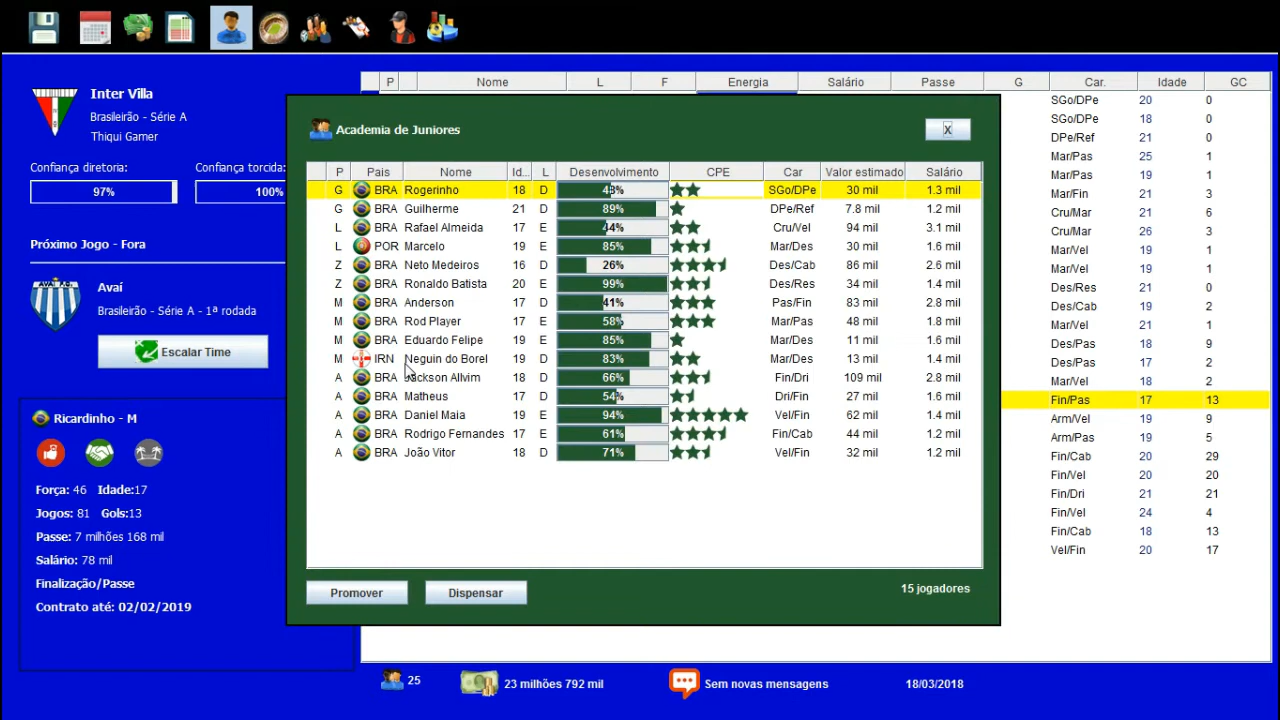 P Nome L F Energia Salário Passe G Car. Idade GC
Inter Villa
Brasileirão - Série A
Thiqui Gamer
Confiança diretoria: Confiança torcida:
97% 100%
Próximo Jogo - Fora
Avaí
Brasileirão - Série A - 1ª rodada
Escalar Time
Ricardinho - M
Força: 46 Idade:17
Jogos: 81 Gols:13
Passe: 7 milhões 168 mil
Salário: 78 mil
Finalização/Passe
Contrato até: 02/02/2019
Academia de Juniores
X
P Pais Nome Id... L Desenvolvimento CPE Car Valor estimado Salário
G BRA Rogerinho 18 D 43% SGo/DPe 30 mil 1.3 mil
G BRA Guilherme 21 D 89% DPe/Ref 7.8 mil 1.2 mil
L BRA Rafael Almeida 17 E 44% Cru/Vel 94 mil 3.1 mil
L POR Marcelo 19 E 85% Mar/Des 30 mil 1.6 mil
Z BRA Neto Medeiros 16 D 26% Des/Cab 86 mil 2.6 mil
Z BRA Ronaldo Batista 20 E 99% Des/Res 34 mil 1.4 mil
M BRA Anderson 17 D 41% Pas/Fin 83 mil 2.8 mil
M BRA Rod Player 17 E 58% Mar/Pas 48 mil 1.8 mil
M BRA Eduardo Felipe 19 E 85% Mar/Des 11 mil 1.6 mil
M IRN Neguin do Borel 19 D 83% Mar/Des 13 mil 1.4 mil
A BRA Jackson Allvim 18 D 66% Fin/Dri 109 mil 2.8 mil
A BRA Matheus 17 D 54% Dri/Fin 27 mil 1.6 mil
A BRA Daniel Maia 19 E 94% Vel/Fin 62 mil 1.4 mil
A BRA Rodrigo Fernandes 17 E 61% Fin/Cab 44 mil 1.2 mil
A BRA João Vitor 18 D 71% Vel/Fin 32 mil 1.2 mil
Promover Dispensar 15 jogadores
SGo/DPe 20 0
SGo/DPe 18 0
DPe/Ref 21 0
Mar/Pas 25 1
Mar/Vel 21 3
Mar/Fin 21 3
Cru/Mar 21 6
Cru/Mar 26 3
Mar/Vel 19 1
Mar/Vel 19 1
Des/Res 21 0
Des/Cab 19 2
Mar/Vel 21 1
Des/Pas 18 9
Des/Pas 17 2
Mar/Vel 18 2
Fin/Pas 17 13
Arm/Vel 19 9
Arm/Pas 19 5
Fin/Cab 20 29
Fin/Vel 20 20
Fin/Dri 21 21
Fin/Vel 24 4
Fin/Cab 18 13
Vel/Fin 20 17
25 23 milhões 792 mil Sem novas mensagens 18/03/2018